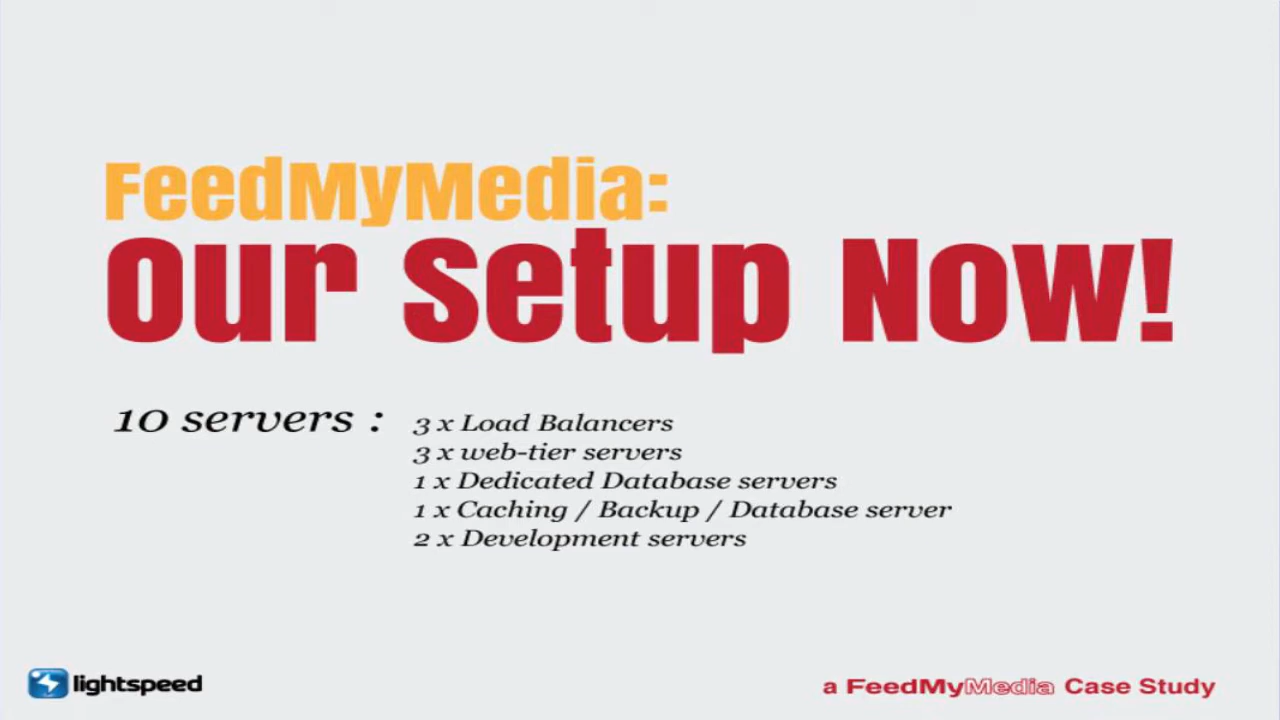 FeedMyMedia:
Our Setup Now!
10 servers :
3 x Load Balancers
3 x web-tier servers
1 x Dedicated Database servers
1 x Caching / Backup / Database server
2 x Development servers
lightspeed
a FeedMyMedia Case Study